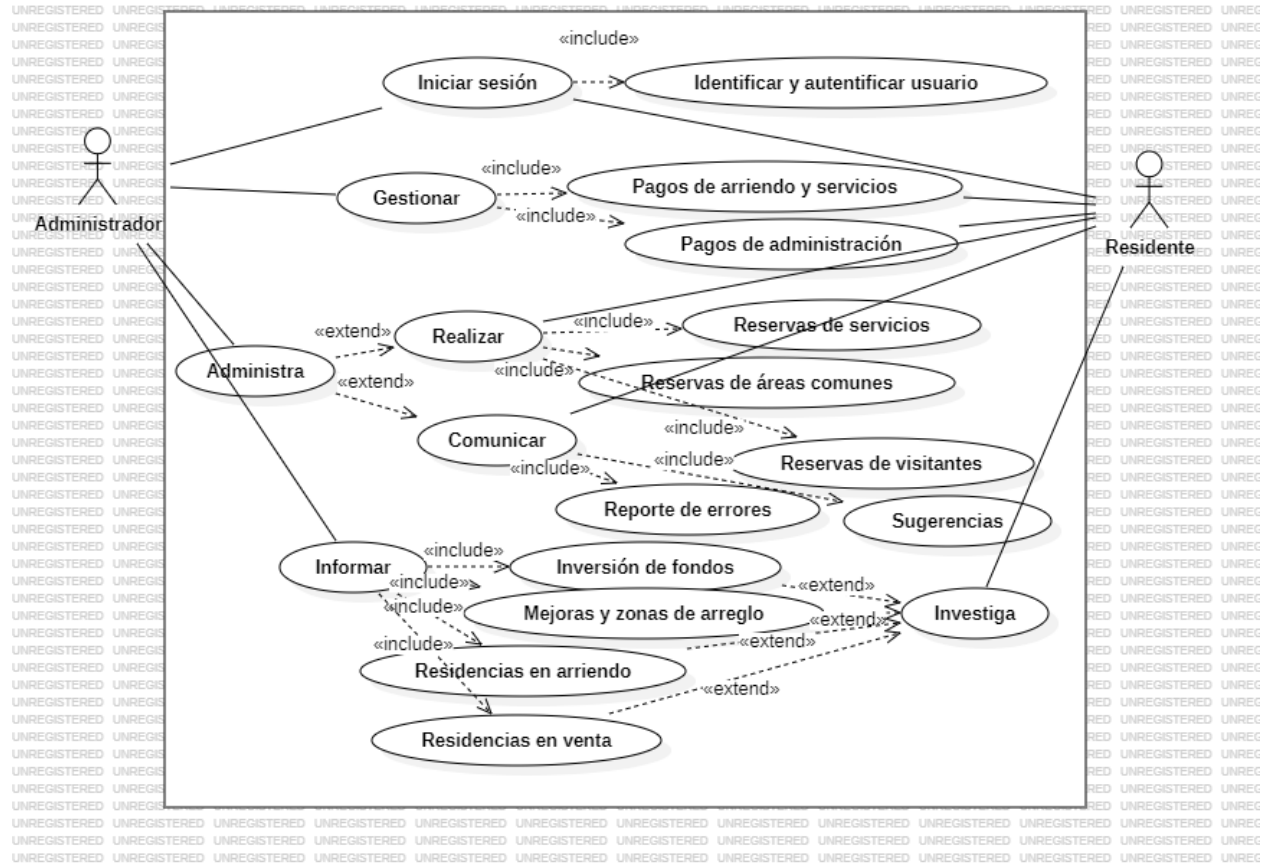 «include»
Iniciar sesión
Identificar y autentificar usuario
«include»
Gestionar
Pagos de arriendo y servicios
«include»
Pagos de administración
Administrador
Residente
«extend»
Realizar
«include»
Reservas de servicios
Administra
«include»
Reservas de áreas comunes
«extend»
«include»
Comunicar
«include»
«include»
Reservas de visitantes
Reporte de errores
Sugerencias
Informar
«include»
Inversión de fondos
«include»
«extend»
«include»
Mejoras y zonas de arreglo
«extend»
Investiga
«include»
«extend»
Residencias en arriendo
«extend»
Residencias en venta
UNREGISTERED